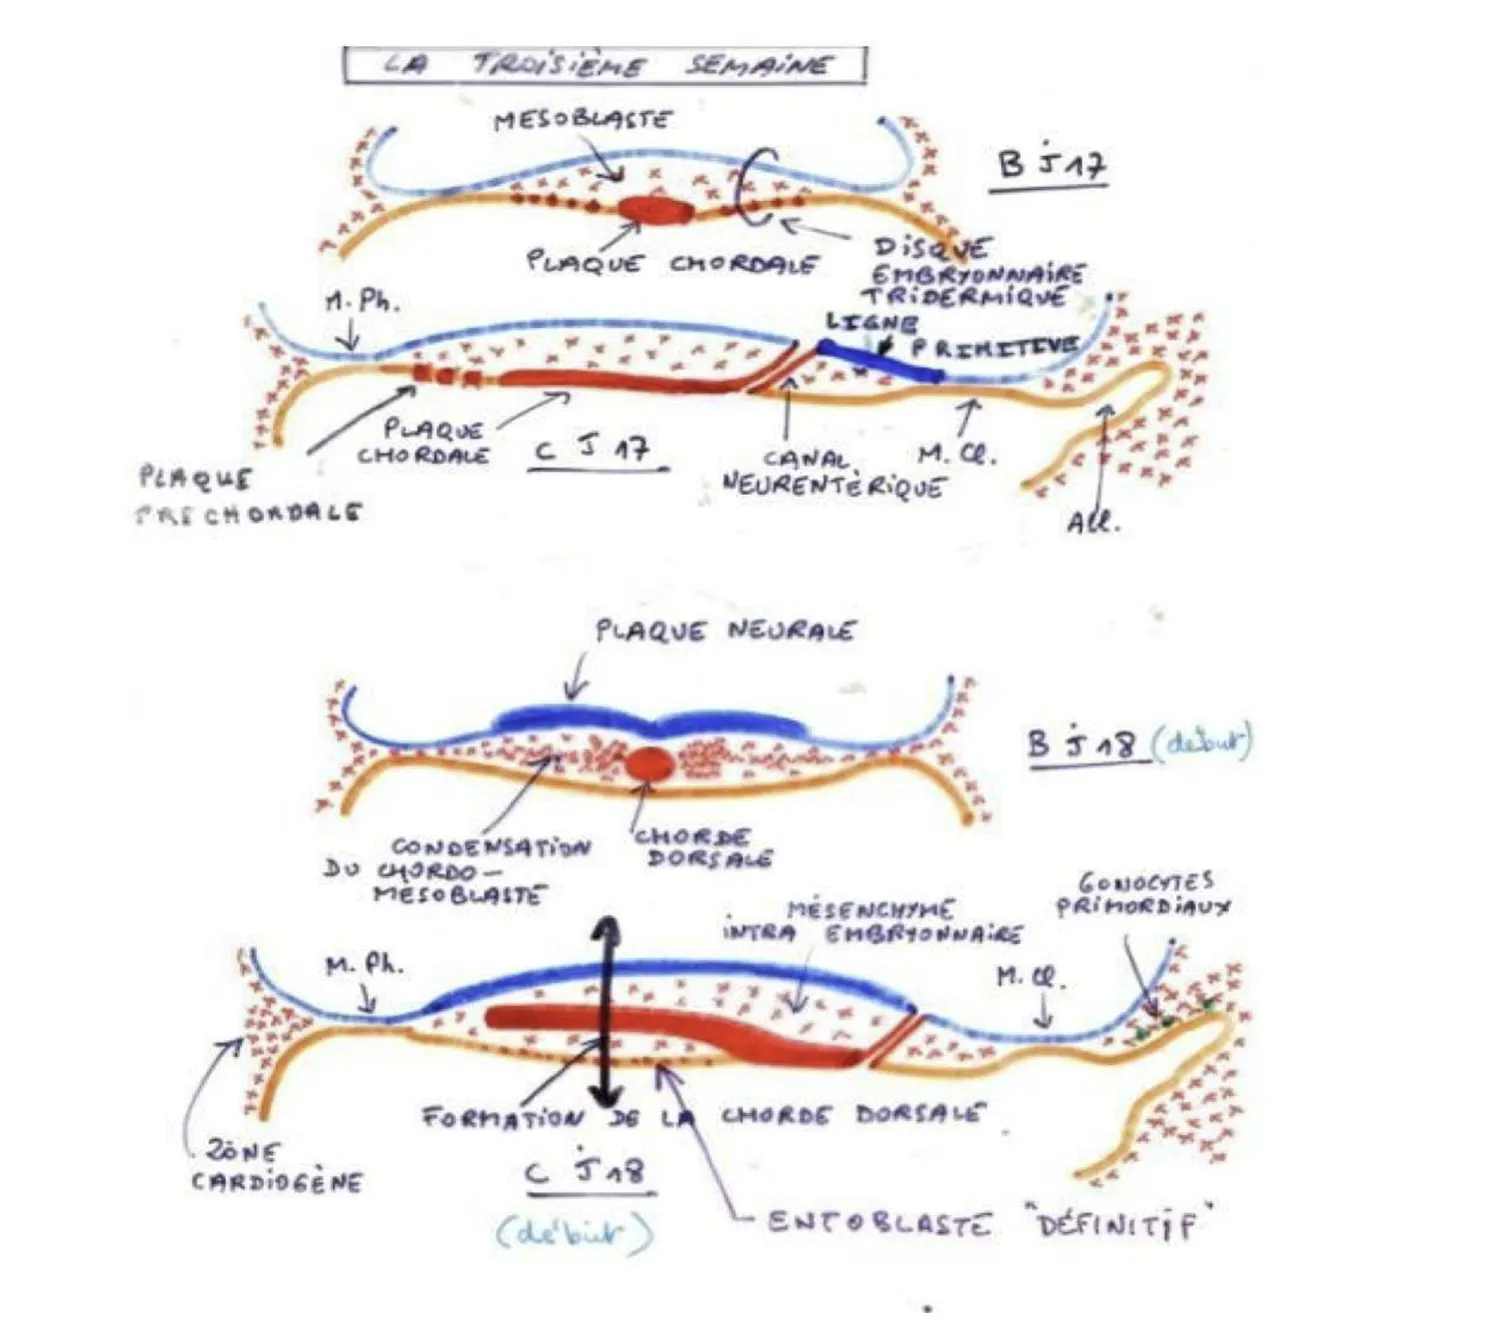 LA TROISIÈME SEMAINE
MESOBLASTE
B J17
PLAQUE CHORDALE
DISQUE
EMBRYONNAIRE
TRIDERMIQUE
M. Ph.
LIGNE
PRIMITIVE
PLAQUE
CHORDALE
C J 17
CANAL
NEURENTÉRIQUE
M. Cl.
PLAQUE
PRECHORDALE
All.
PLAQUE NEURALE
B J18 (début)
CONDENSATION
DU CHORDO-
MESOBLASTE
CHORDE
DORSALE
GONOCYTES
PRIMORDIAUX
MÉSENCHYME
INTRA EMBRYONNAIRE
M. Ph.
M. Cl.
FORMATION DE LA CHORDE DORSALE
ZONE
CARDIOGÈNE
C J18
(début)
ENTOBLASTE "DÉFINITIF"